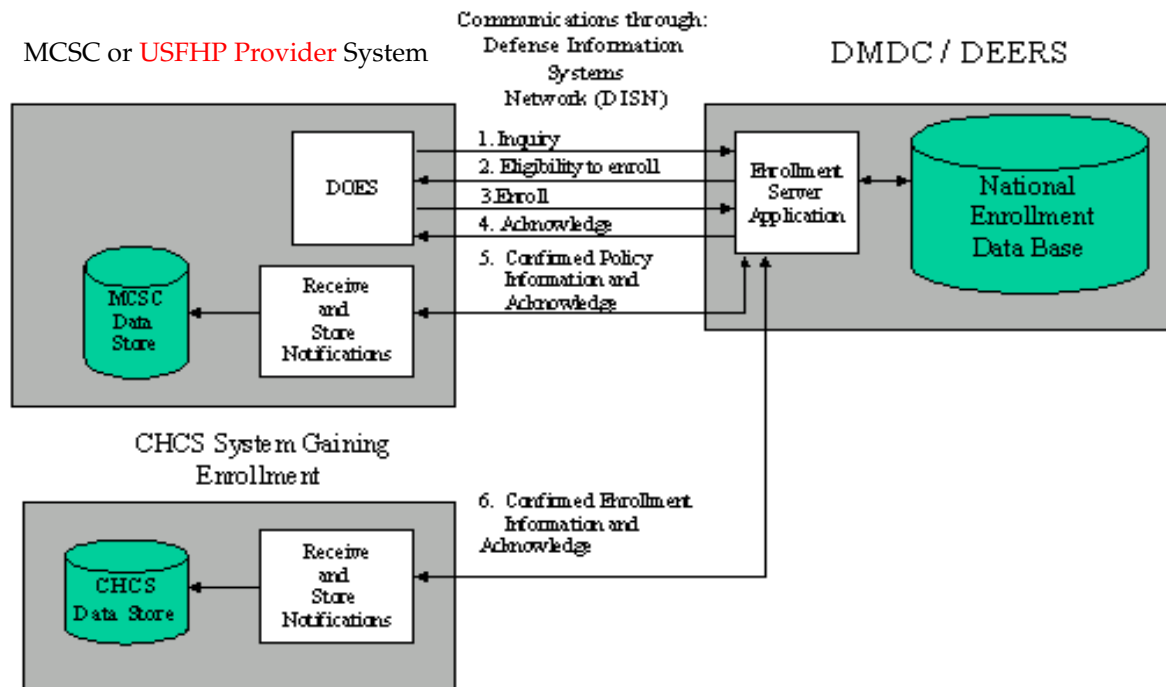 Communications through:
Defense Information
Systems
Network (DISN)
MCSC or USFHP Provider System
DMDC / DEERS
DOES
1. Inquiry
2. Eligibility to enroll
3.Enroll
4. Acknowledge
5. Confirmed Policy
Information and
Acknowledge
Enrollment
Server
Application
National
Enrollment
Data Base
MCSC
Data
Store
Receive
and
Store
Notifications
CHCS System Gaining
Enrollment
6. Confirmed Enrollment
Information and
Acknowledge
CHCS
Data Store
Receive
and
Store
Notifications